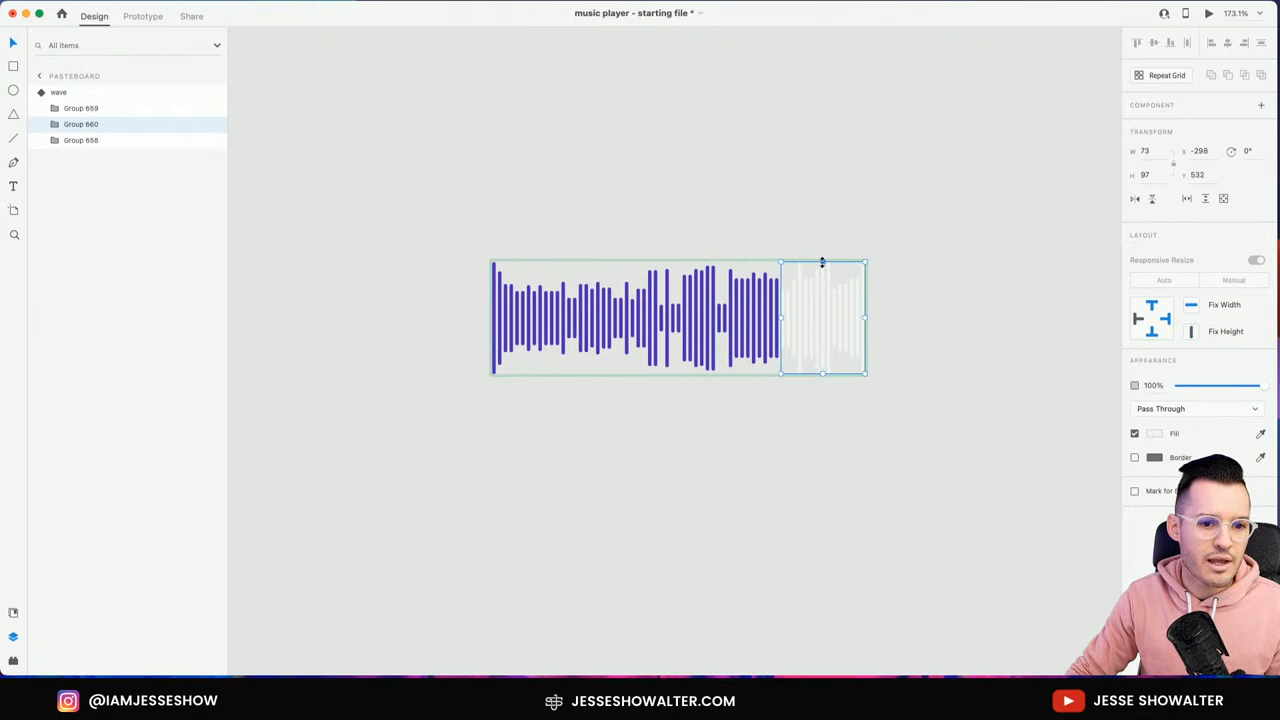 music player - starting file *
173.1%
Design
Prototype
Share
All Items
PASTEBOARD
wave
Group 659
Group 660
Group 658
Repeat Grid
COMPONENT
TRANSFORM
W 73 X -298 0°
H 97 Y 532
LAYOUT
Responsive Resize
Auto
Manual
Fix Width
Fix Height
APPEARANCE
100%
Pass Through
Fill
Border
Mark for
@IAMJESSESHOW
JESSESHOWALTER.COM
JESSE SHOWALTER